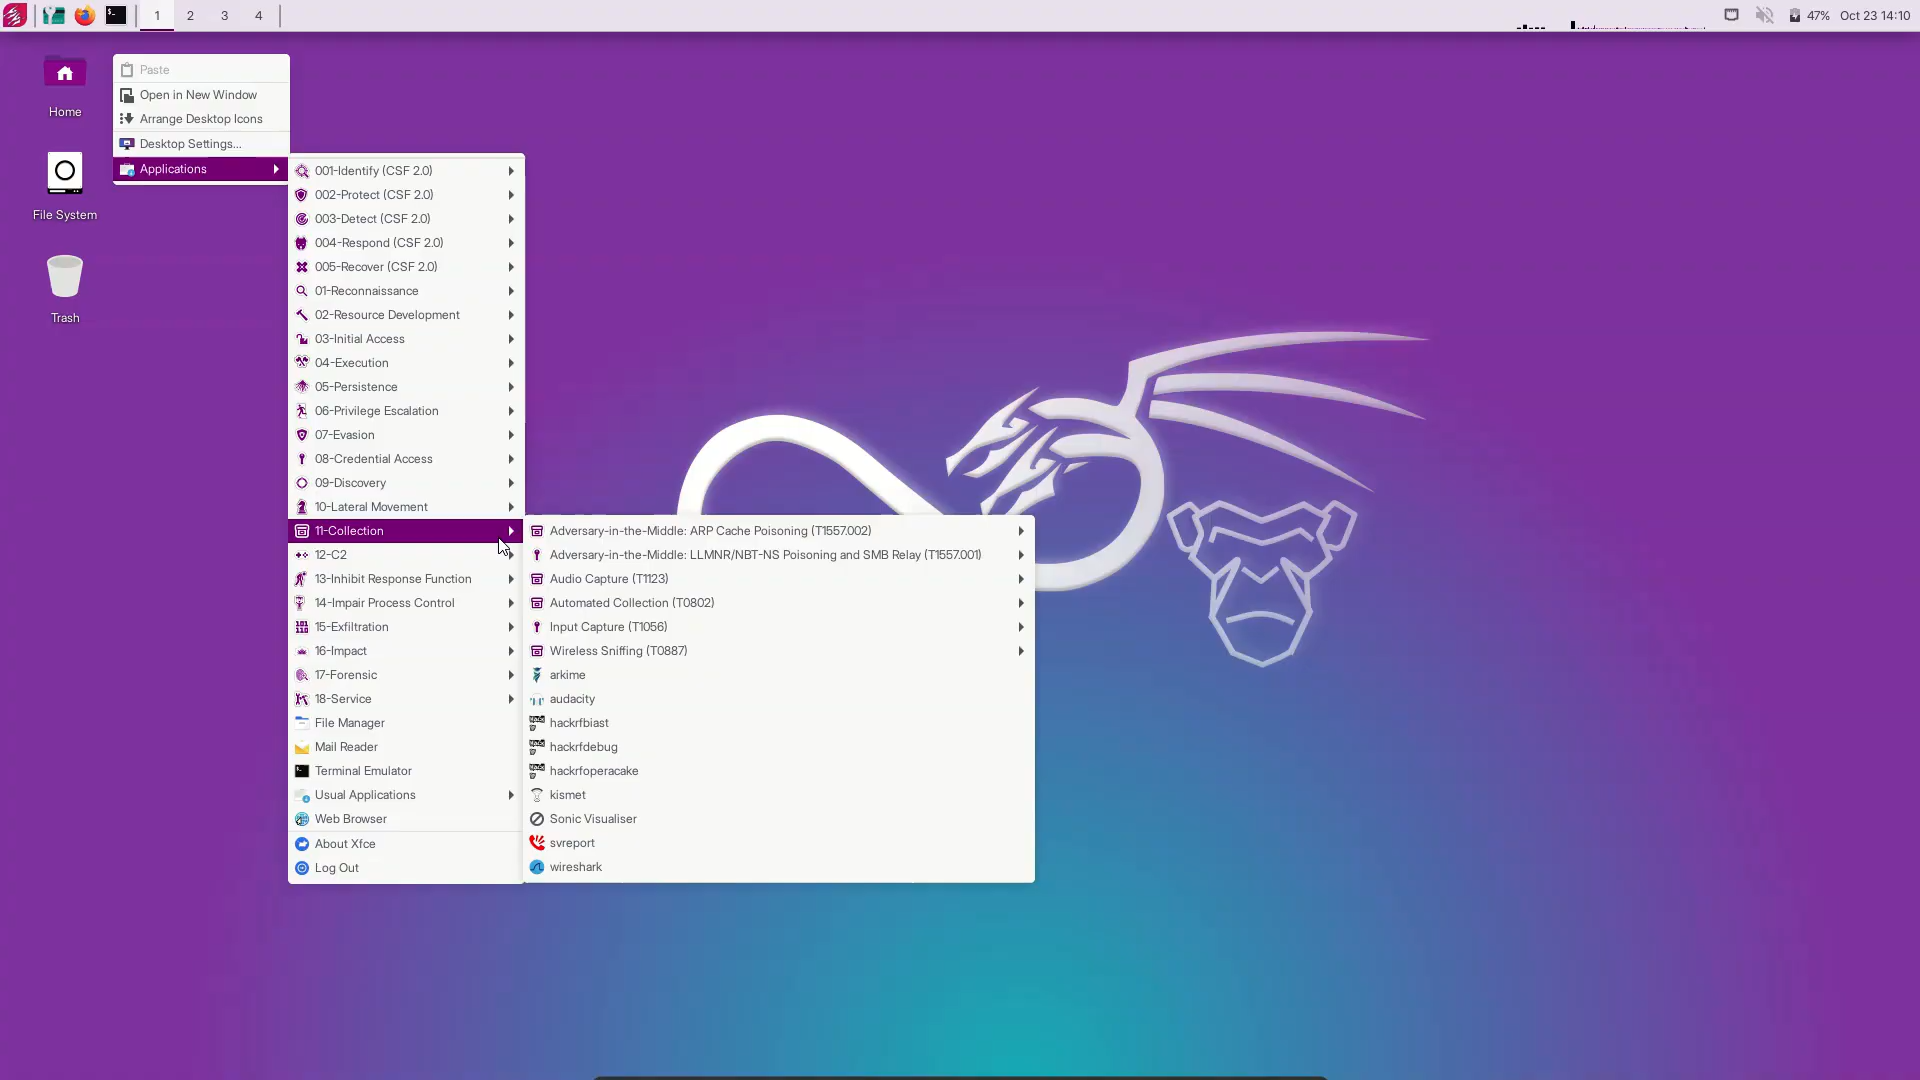 1 2 3 4
47% Oct 23 14:10
Home
File System
Trash
Paste
Open in New Window
Arrange Desktop Icons
Desktop Settings...
Applications
001-Identify (CSF 2.0)
002-Protect (CSF 2.0)
003-Detect (CSF 2.0)
004-Respond (CSF 2.0)
005-Recover (CSF 2.0)
01-Reconnaissance
02-Resource Development
03-Initial Access
04-Execution
05-Persistence
06-Privilege Escalation
07-Evasion
08-Credential Access
09-Discovery
10-Lateral Movement
11-Collection
12-C2
13-Inhibit Response Function
14-Impair Process Control
15-Exfiltration
16-Impact
17-Forensic
18-Service
File Manager
Mail Reader
Terminal Emulator
Usual Applications
Web Browser
About Xfce
Log Out
Adversary-in-the-Middle: ARP Cache Poisoning (T1557.002)
Adversary-in-the-Middle: LLMNR/NBT-NS Poisoning and SMB Relay (T1557.001)
Audio Capture (T1123)
Automated Collection (T0802)
Input Capture (T1056)
Wireless Sniffing (T0887)
arkime
audacity
hackrfbiast
hackrfdebug
hackrfoperacake
kismet
Sonic Visualiser
svreport
wireshark